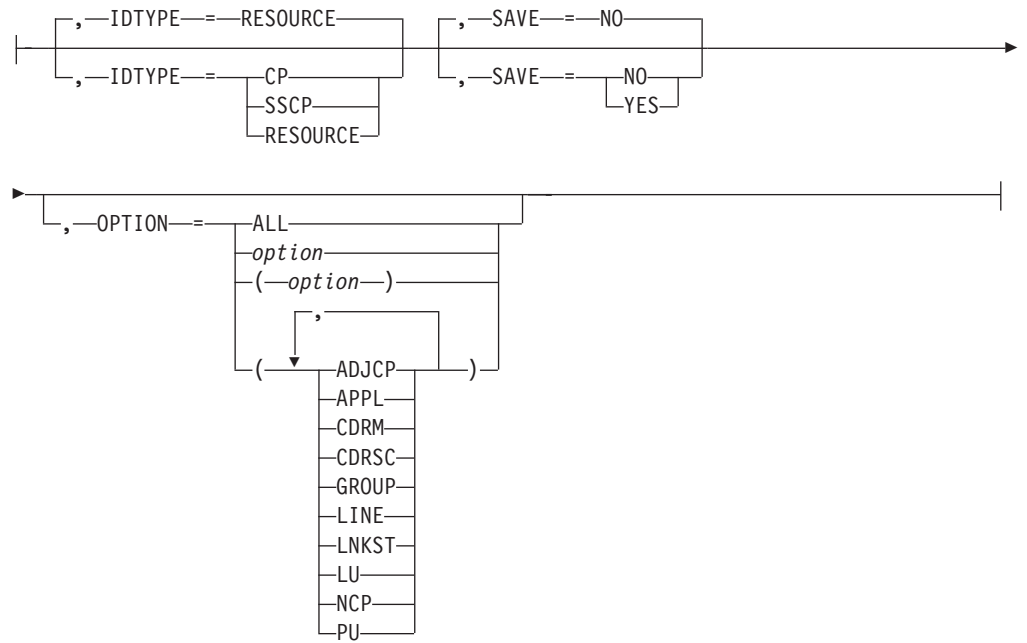 ,—IDTYPE—=—RESOURCE ,—SAVE—=—NO
,—IDTYPE—=—CP ,—SAVE—=—NO
SSCP YES
RESOURCE
,—OPTION—=—ALL
option
(—option—)
,
(—ADJCP—)
APPL
CDRM
CDRSC
GROUP
LINE
LNKST
LU
NCP
PU